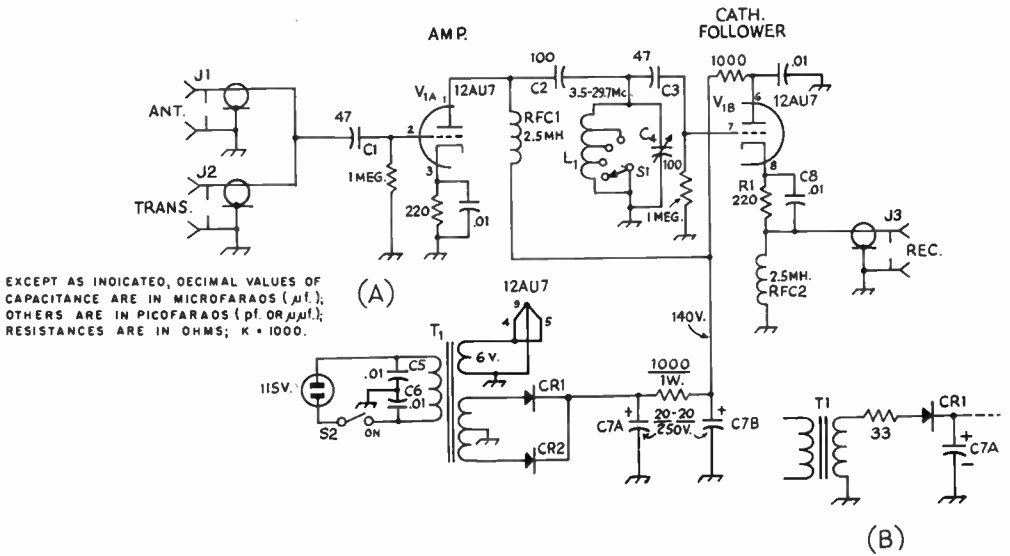 CATH.
FOLLOWER
AMP.
J1
ANT.
J2
TRANS.
47
C1
1 MEG.
V1A
1
12AU7
2
3
220
.01
RFC1
2.5MH
100
C2
47
C3
3.5-29.7Mc.
L1
S1
C4
100
1 MEG.
1000
.01
6
V1B
12AU7
7
8
R1
220
C8
.01
J3
REC.
2.5MH.
RFC2
EXCEPT AS INDICATED, DECIMAL VALUES OF
CAPACITANCE ARE IN MICROFARAOS (μf.);
OTHERS ARE IN PICOFARAOS (pf. OR μμf.);
RESISTANCES ARE IN OHMS; K = 1000.
(A)
12AU7
9
4
5
T1
6 V.
115V.
.01
C5
C6
.01
S2
ON
CR1
CR2
140V.
1000
1W.
C7A
+
20-20
250V.
+
C7B
T1
33
CR1
+
C7A
-
(B)